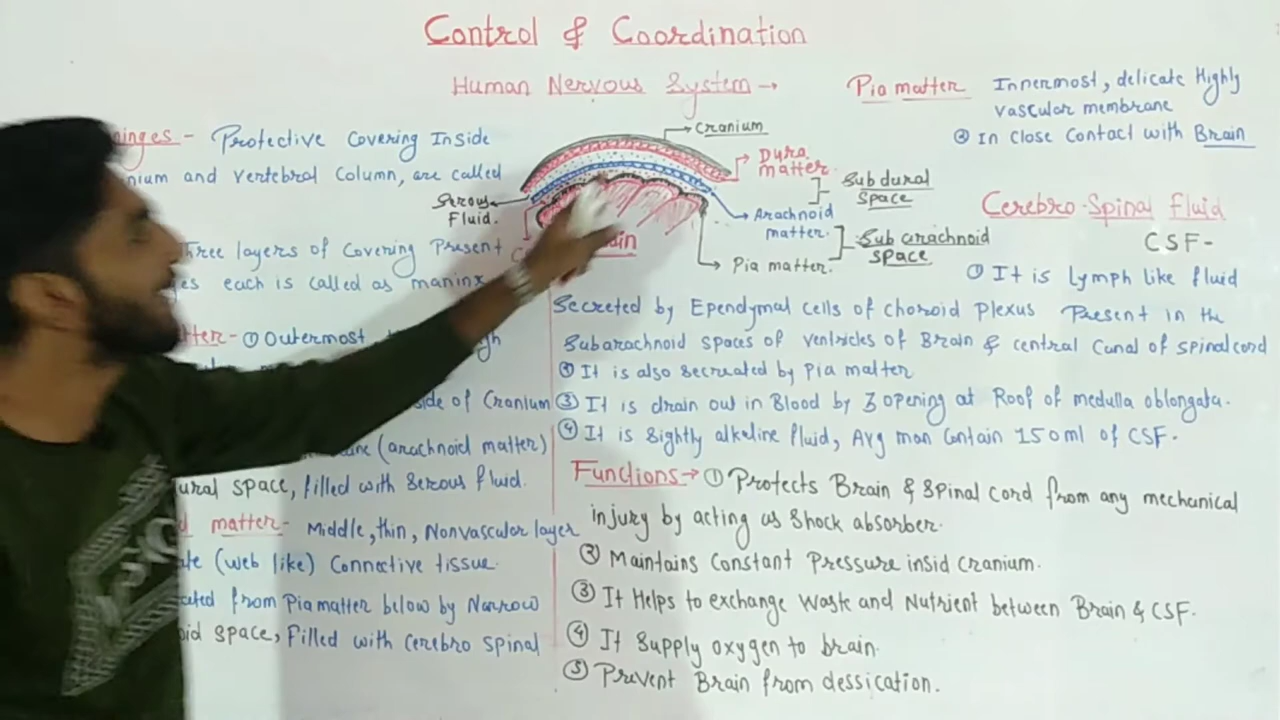 Control & Coordination
Human Nervous System →
Protective Covering Inside
and vertebral Column, are called
Three layers of Covering Present
each is called as maninx
① Outermost
side of Cranium
(arachnoid matter)
space, filled with Serous fluid.
matter- Middle, thin, Nonvascular layer
(web like) Connective tissue.
from Pia matter below by Narrow
space, Filled with cerebro spinal
Cranium
Dura
matter
Sub dural
space
Serous
Fluid.
Arachnoid
matter.
Sub arachnoid
space
Pia matter.
Pia matter Innermost, delicate Highly
vascular membrane
② In Close Contact with Brain
Cerebro-Spinal Fluid
CSF-
① It is lymph like fluid
Secreted by Ependymal cells of choroid Plexus Present in the
Subarachnoid spaces of ventricles of Brain & central Canal of spinal cord
② It is also secreated by Pia matter
③ It is drain out in Blood by 3 opening at Roof of medulla oblongata.
④ It is sightly alkaline fluid, Avg man Contain 150ml of CSF.
Functions→ ① Protects Brain & Spinal Cord from any mechanical
injury by acting as Shock absorber.
② Maintains Constant Pressure insid cranium.
③ It Helps to exchange Waste and Nutrient between Brain & CSF.
④ It Supply oxygen to brain.
⑤ Prevent Brain from dessication.